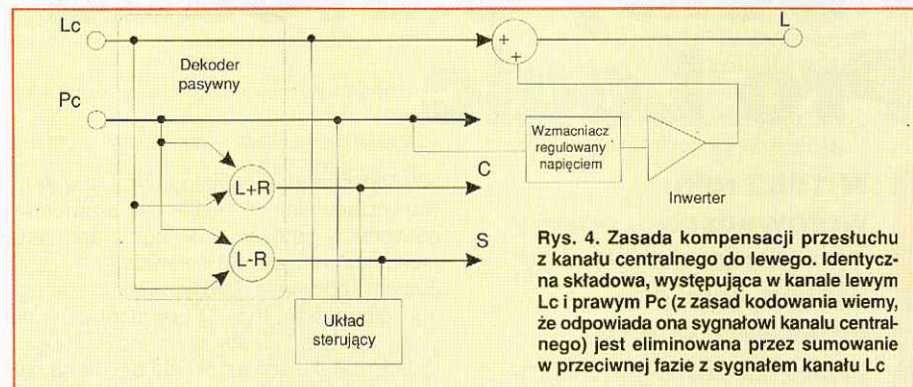 Lc
L
+
+
Dekoder
pasywny
Pc
Wzmacniacz
regulowany
napięciem
Inwerter
L+R
C
L-R
S
Układ
sterujący
Rys. 4. Zasada kompensacji przesłuchu
z kanału centralnego do lewego. Identycz-
na składowa, występująca w kanale lewym
Lc i prawym Pc (z zasad kodowania wiemy,
że odpowiada ona sygnałowi kanału central-
nego) jest eliminowana przez sumowanie
w przeciwnej fazie z sygnałem kanału Lc